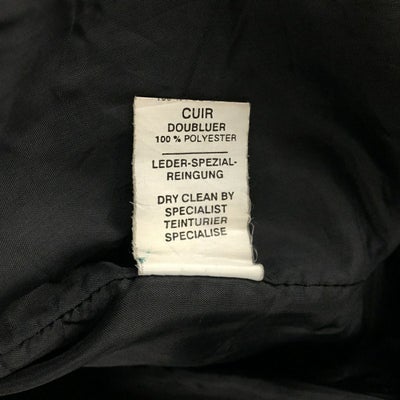 CUIR
DOUBLUER
100 % POLYESTER
LEDER-SPEZIAL-
REINGUNG
DRY CLEAN BY
SPECIALIST
TEINTURIER
SPECIALISE